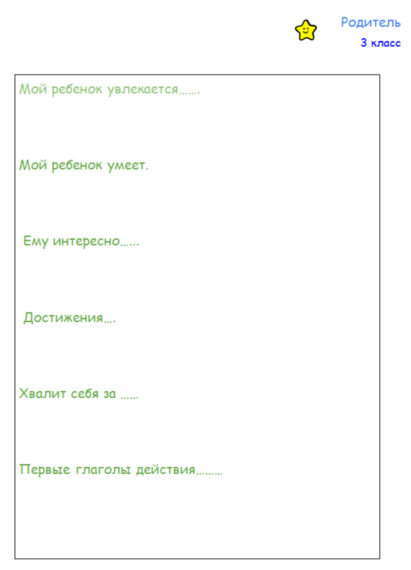 Родитель
3 класс
Мой ребенок увлекается…….
Мой ребенок умеет.
Ему интересно…...
Достижения….
Хвалит себя за ……
Первые глаголы действия………